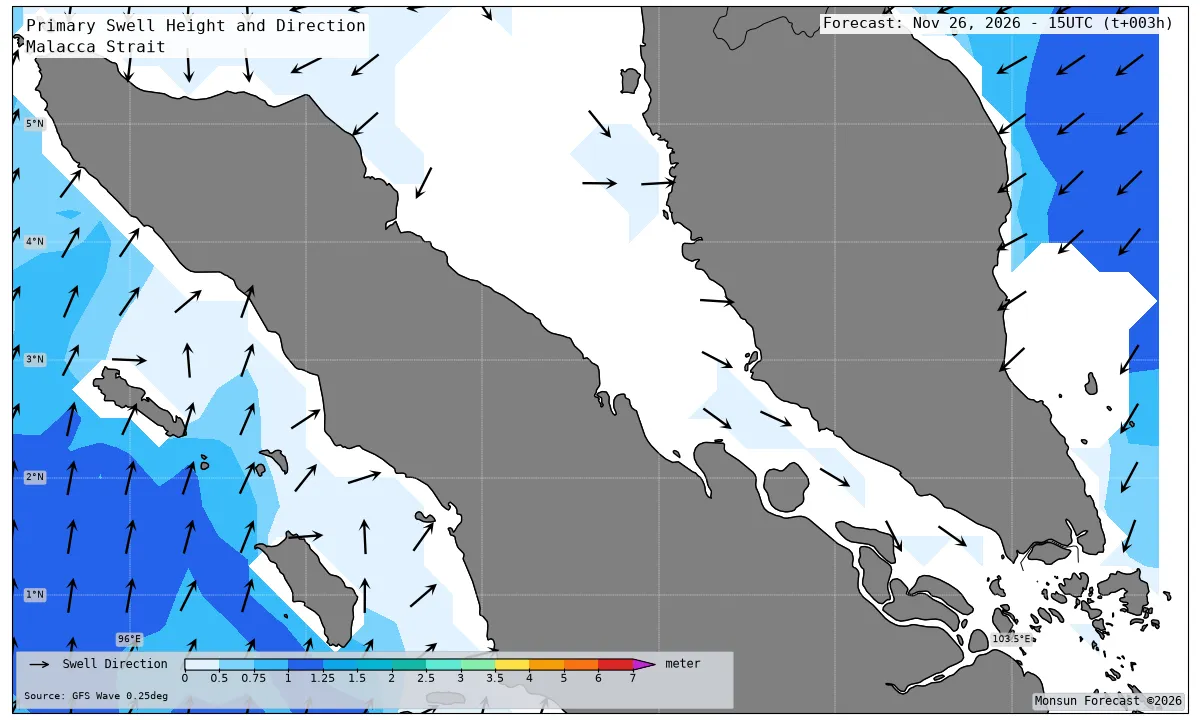 Primary Swell Height and Direction
Malacca Strait
Forecast: Nov 26, 2026 - 15UTC (t+003h)
5°N
4°N
3°N
2°N
1°N
96°E
103.5°E
Swell Direction
meter
0 0.5 0.75 1 1.25 1.5 2 2.5 3 3.5 4 5 6 7
Source: GFS Wave 0.25deg
Monsun Forecast ©2026